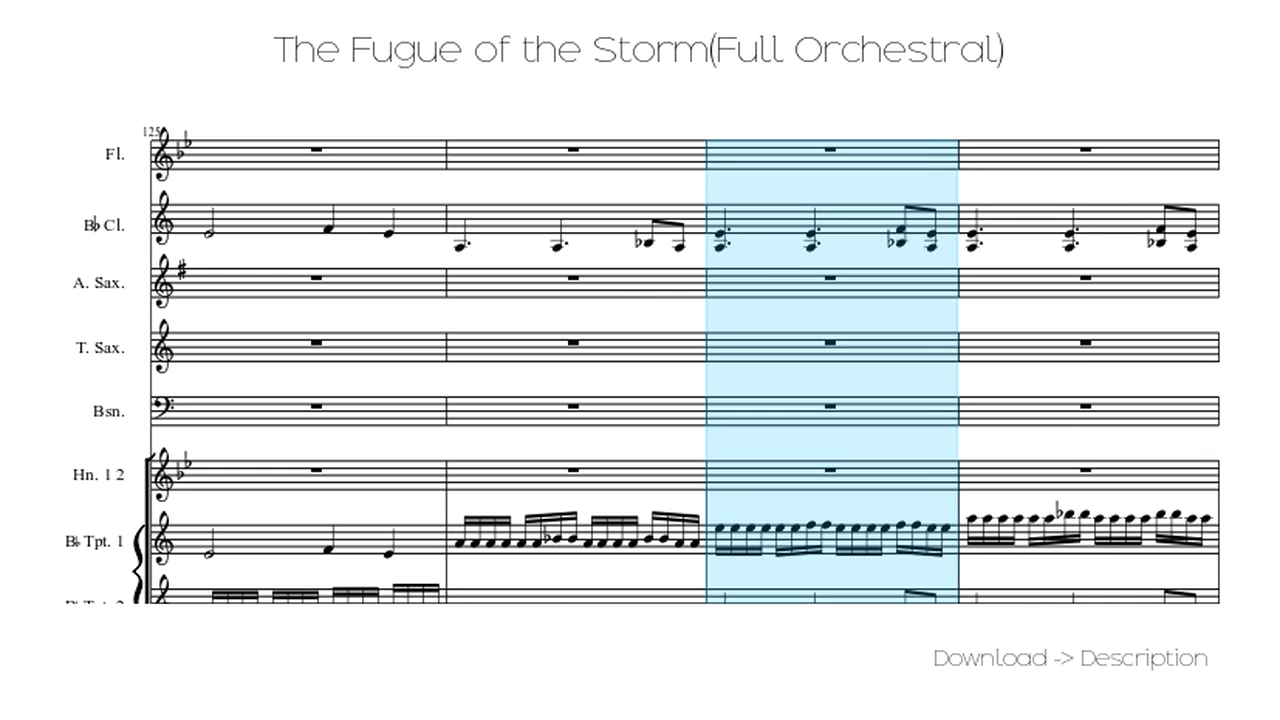 The Fugue of the Storm(Full Orchestral)
125
Fl.
B♭ Cl.
A. Sax.
T. Sax.
Bsn.
Hn. 1 2
B♭ Tpt. 1
Download -> Description